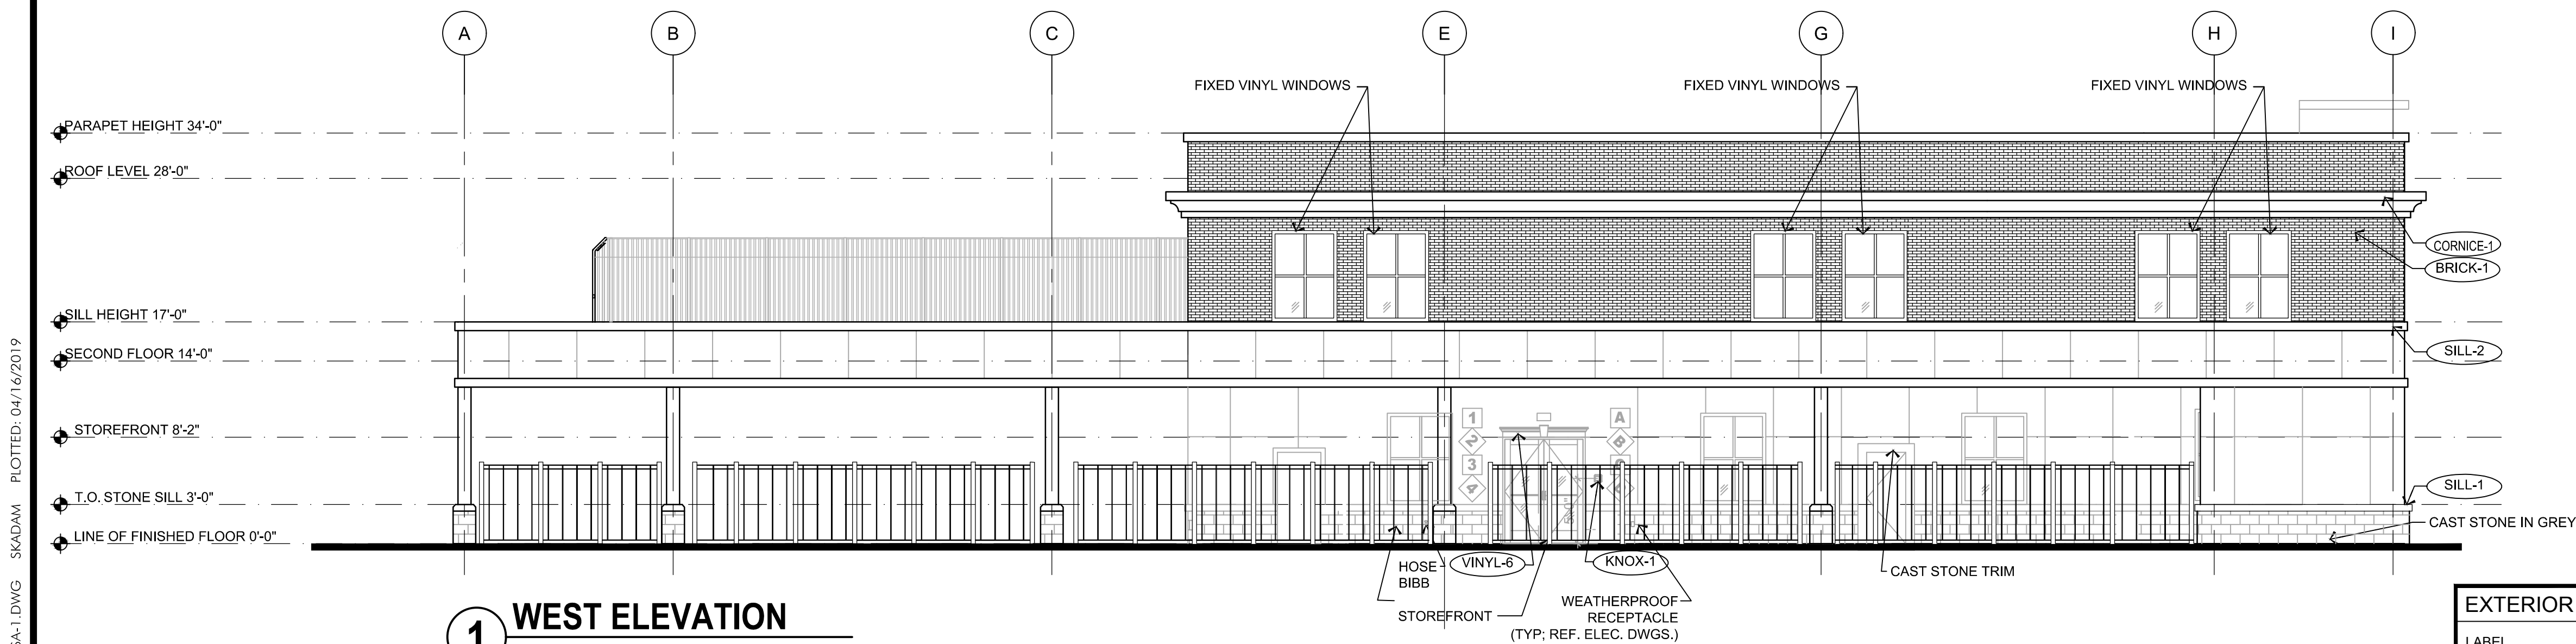 A
B
C
E
G
H
I
FIXED VINYL WINDOWS
FIXED VINYL WINDOWS
FIXED VINYL WINDOWS
PARAPET HEIGHT 34'-0"
ROOF LEVEL 28'-0"
CORNICE-1
BRICK-1
SILL HEIGHT 17'-0"
SECOND FLOOR 14'-0"
SILL-2
STOREFRONT 8'-2"
1
2
3
4
A
B
T.O. STONE SILL 3'-0"
SILL-1
LINE OF FINISHED FLOOR 0'-0"
CAST STONE IN GREY
HOSE
BIBB
VINYL-6
KNOX-1
CAST STONE TRIM
STOREFRONT
WEATHERPROOF
RECEPTACLE
(TYP; REF. ELEC. DWGS.)
1 WEST ELEVATION
EXTERIOR
LABEL
SA-1.DWG SKADAM PLOTTED: 04/16/2019